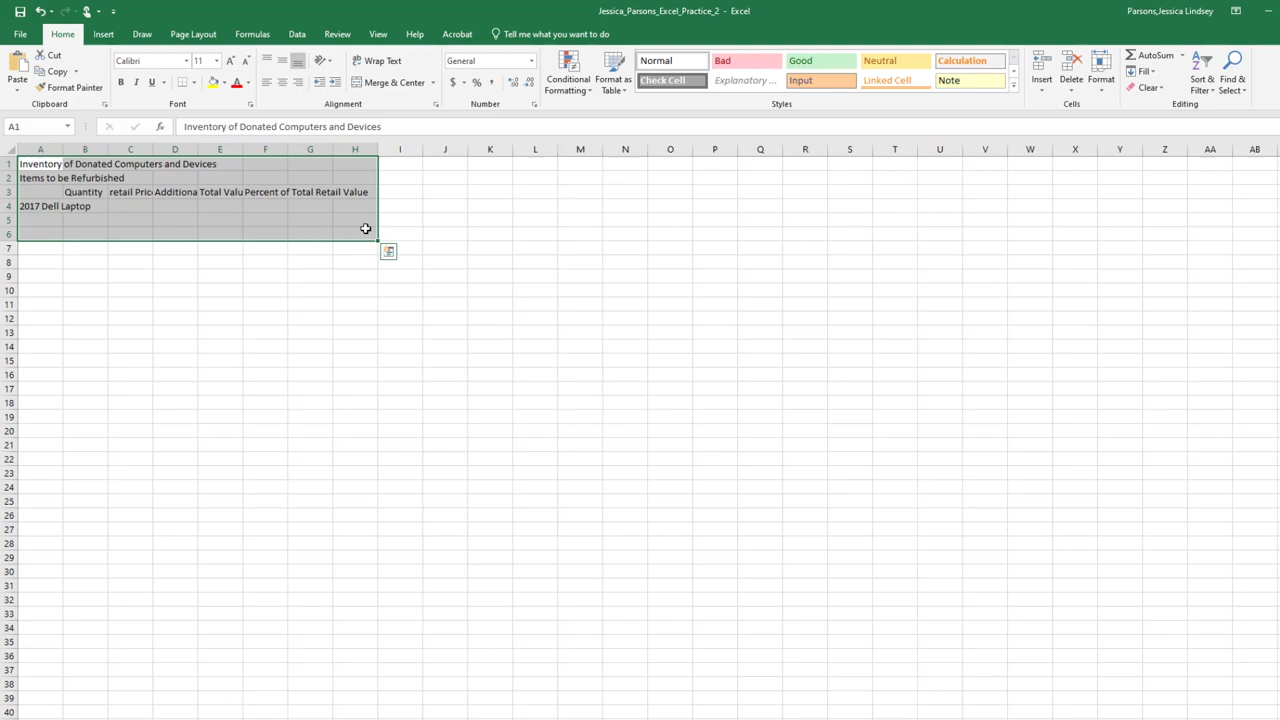 Jessica_Parsons_Excel_Practice_2 - Excel
Parsons,Jessica Lindsey
File Home Insert Draw Page Layout Formulas Data Review View Help Acrobat Tell me what you want to do
Cut
Copy
Format Painter
Paste
Clipboard
Calibri 11
B I U
Font
Wrap Text
Merge & Center
Alignment
General
$ % ,
Number
Conditional Formatting
Format as Table
Normal Bad Good Neutral Calculation
Check Cell Explanatory ... Input Linked Cell Note
Styles
Insert Delete Format
Cells
AutoSum
Fill
Clear
Sort & Filter
Find & Select
Editing
A1 fx Inventory of Donated Computers and Devices
A B C D E F G H I J K L M N O P Q R S T U V W X Y Z AA AB
1 Inventory of Donated Computers and Devices
2 Items to be Refurbished
3 Quantity retail Pric Additiona Total Valu Percent of Total Retail Value
4 2017 Dell Laptop
5
6
7
8
9
10
11
12
13
14
15
16
17
18
19
20
21
22
23
24
25
26
27
28
29
30
31
32
33
34
35
36
37
38
39
40